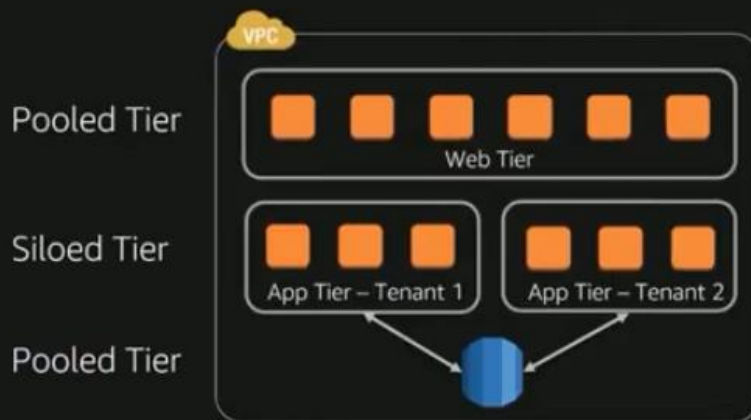 VPC
Pooled Tier
Web Tier
Siloed Tier
App Tier – Tenant 1
App Tier – Tenant 2
Pooled Tier